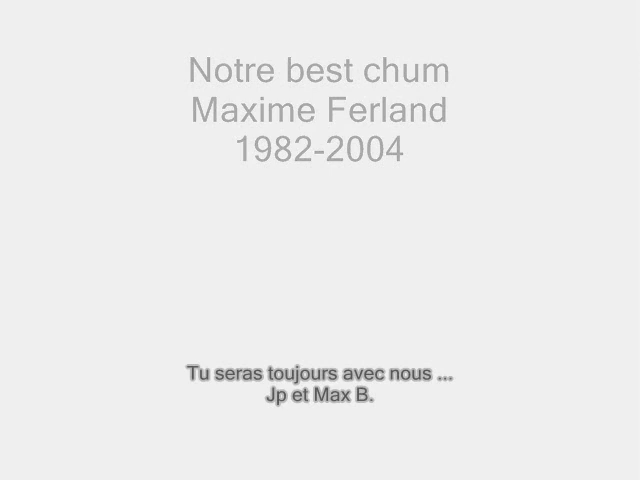 Notre best chum
Maxime Ferland
1982-2004
Tu seras toujours avec nous ...
Jp et Max B.